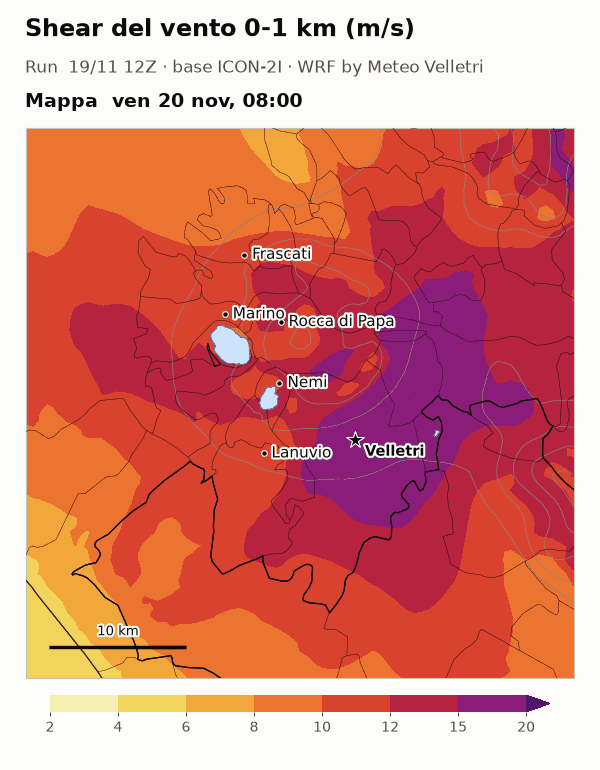 Shear del vento 0-1 km (m/s)
Run  19/11 12Z · base ICON-2I · WRF by Meteo Velletri
Mappa  ven 20 nov, 08:00
Frascati
Marino
Rocca di Papa
Nemi
Velletri
Lanuvio
10 km
2 4 6 8 10 12 15 20